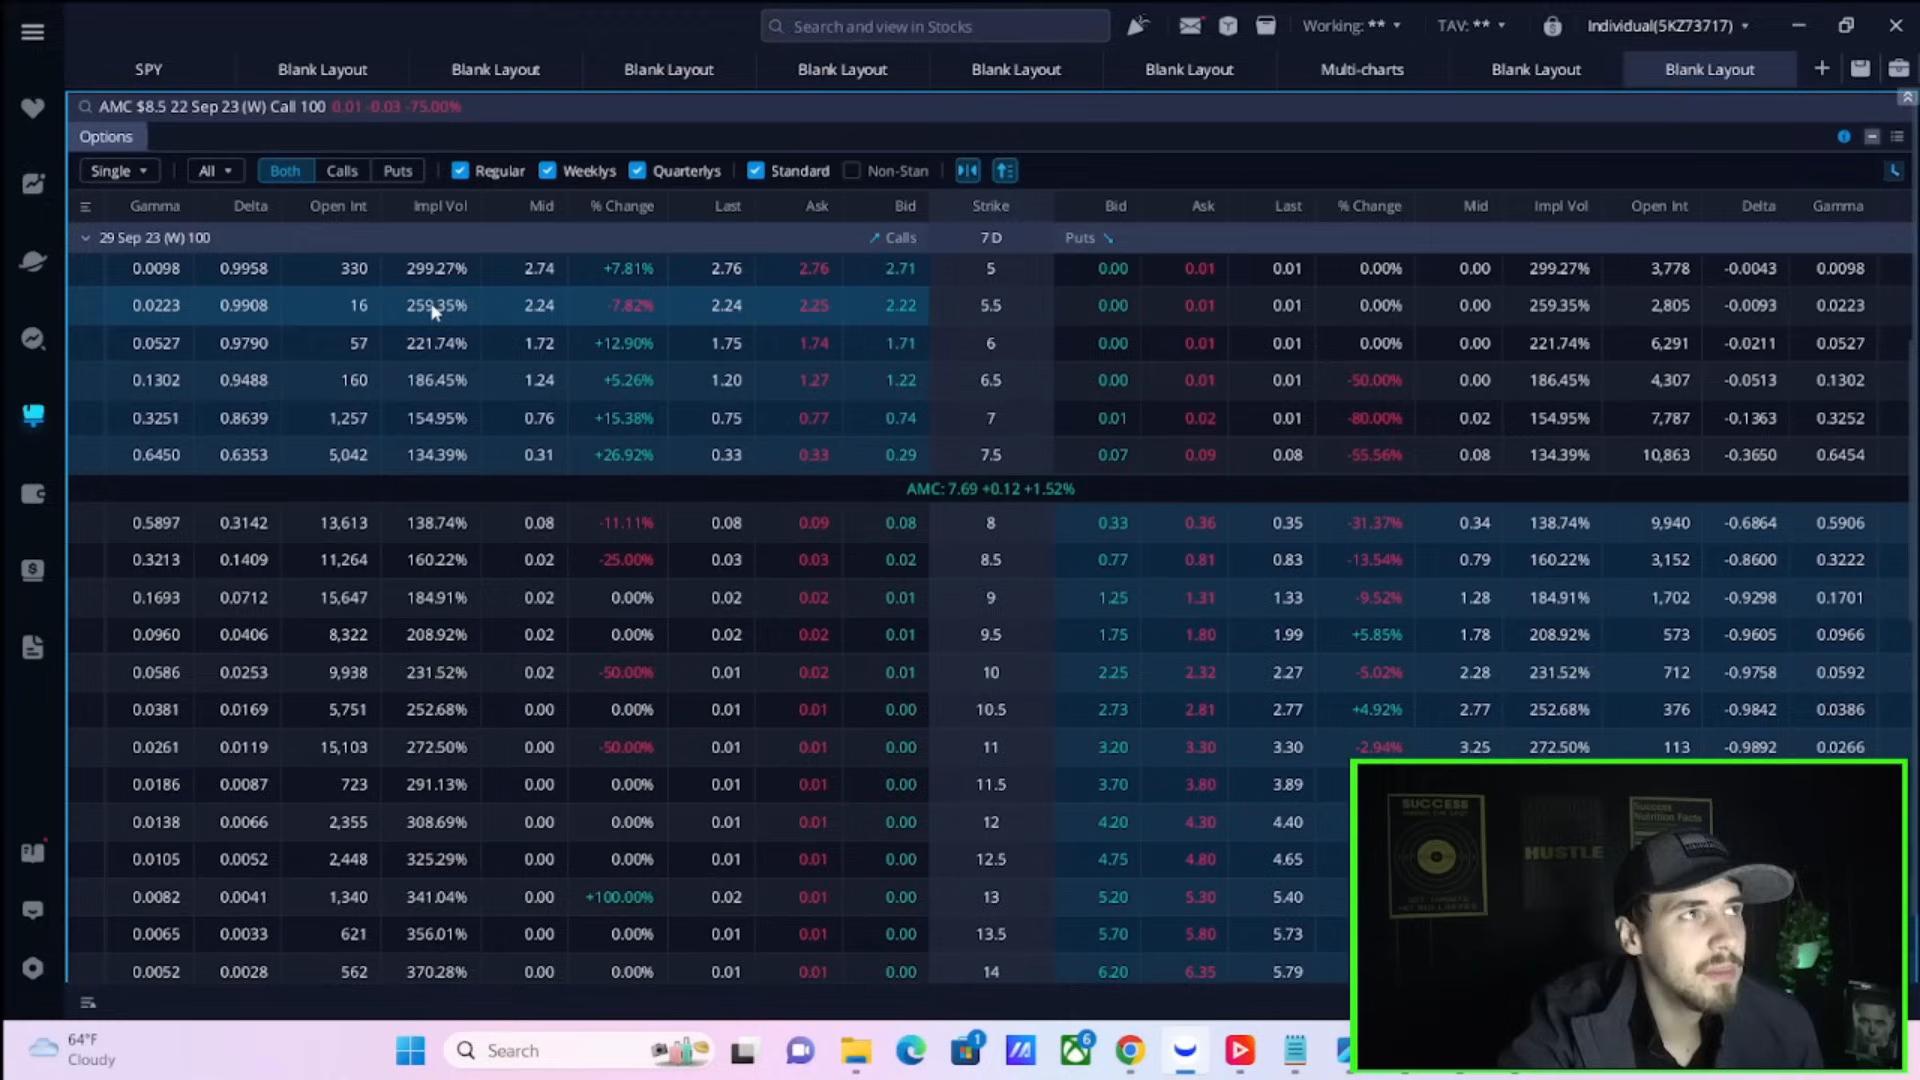 Search and view in Stocks
Working: **
TAV: **
Individual(5KZ73717)
SPY Blank Layout Blank Layout Blank Layout Blank Layout Blank Layout Blank Layout Multi-charts Blank Layout Blank Layout
AMC $8.5 22 Sep 23 (W) Call 100 0.01 -0.03 -75.00%
Options
Single All Both Calls Puts Regular Weeklys Quarterlys Standard Non-Stan
Gamma Delta Open Int Impl Vol Mid % Change Last Ask Bid Strike Bid Ask Last % Change Mid Impl Vol Open Int Delta Gamma
29 Sep 23 (W) 100 Calls 7 D Puts
0.0098 0.9958 330 299.27% 2.74 +7.81% 2.76 2.76 2.71 5 0.00 0.01 0.01 0.00% 0.00 299.27% 3,778 -0.0043 0.0098
0.0223 0.9908 16 259.35% 2.24 -7.82% 2.24 2.25 2.22 5.5 0.00 0.01 0.01 0.00% 0.00 259.35% 2,805 -0.0093 0.0223
0.0527 0.9790 57 221.74% 1.72 +12.90% 1.75 1.74 1.71 6 0.00 0.01 0.01 0.00% 0.00 221.74% 6,291 -0.0211 0.0527
0.1302 0.9488 160 186.45% 1.24 +5.26% 1.20 1.27 1.22 6.5 0.00 0.01 0.01 -50.00% 0.00 186.45% 4,307 -0.0513 0.1302
0.3251 0.8639 1,257 154.95% 0.76 +15.38% 0.75 0.77 0.74 7 0.01 0.02 0.01 -80.00% 0.02 154.95% 7,787 -0.1363 0.3252
0.6450 0.6353 5,042 134.39% 0.31 +26.92% 0.33 0.33 0.29 7.5 0.07 0.09 0.08 -55.56% 0.08 134.39% 10,863 -0.3650 0.6454
AMC: 7.69 +0.12 +1.52%
0.5897 0.3142 13,613 138.74% 0.08 -11.11% 0.08 0.09 0.08 8 0.33 0.36 0.35 -31.37% 0.34 138.74% 9,940 -0.6864 0.5906
0.3213 0.1409 11,264 160.22% 0.02 -25.00% 0.03 0.03 0.02 8.5 0.77 0.81 0.83 -13.54% 0.79 160.22% 3,152 -0.8600 0.3222
0.1693 0.0712 15,647 184.91% 0.02 0.00% 0.02 0.02 0.01 9 1.25 1.31 1.33 -9.52% 1.28 184.91% 1,702 -0.9298 0.1701
0.0960 0.0406 8,322 208.92% 0.02 0.00% 0.02 0.02 0.01 9.5 1.75 1.80 1.99 +5.85% 1.78 208.92% 573 -0.9605 0.0966
0.0586 0.0253 9,938 231.52% 0.02 -50.00% 0.01 0.02 0.01 10 2.25 2.32 2.27 -5.02% 2.28 231.52% 712 -0.9758 0.0592
0.0381 0.0169 5,751 252.68% 0.00 0.00% 0.01 0.01 0.00 10.5 2.73 2.81 2.77 +4.92% 2.77 252.68% 376 -0.9842 0.0386
0.0261 0.0119 15,103 272.50% 0.00 -50.00% 0.01 0.01 0.00 11 3.20 3.30 3.30 -2.94% 3.25 272.50% 113 -0.9892 0.0266
0.0186 0.0087 723 291.13% 0.00 0.00% 0.01 0.01 0.00 11.5 3.70 3.80 3.89
0.0138 0.0066 2,355 308.69% 0.00 0.00% 0.01 0.01 0.00 12 4.20 4.30 4.40
0.0105 0.0052 2,448 325.29% 0.00 0.00% 0.01 0.01 0.00 12.5 4.75 4.80 4.65
0.0082 0.0041 1,340 341.04% 0.00 +100.00% 0.02 0.01 0.00 13 5.20 5.30 5.40
0.0065 0.0033 621 356.01% 0.00 0.00% 0.01 0.01 0.00 13.5 5.70 5.80 5.73
0.0052 0.0028 562 370.28% 0.00 0.00% 0.01 0.01 0.00 14 6.20 6.35 5.79
SUCCESS
Success
Nutrition Facts
HUSTLE
64°F
Cloudy
Search
1
6